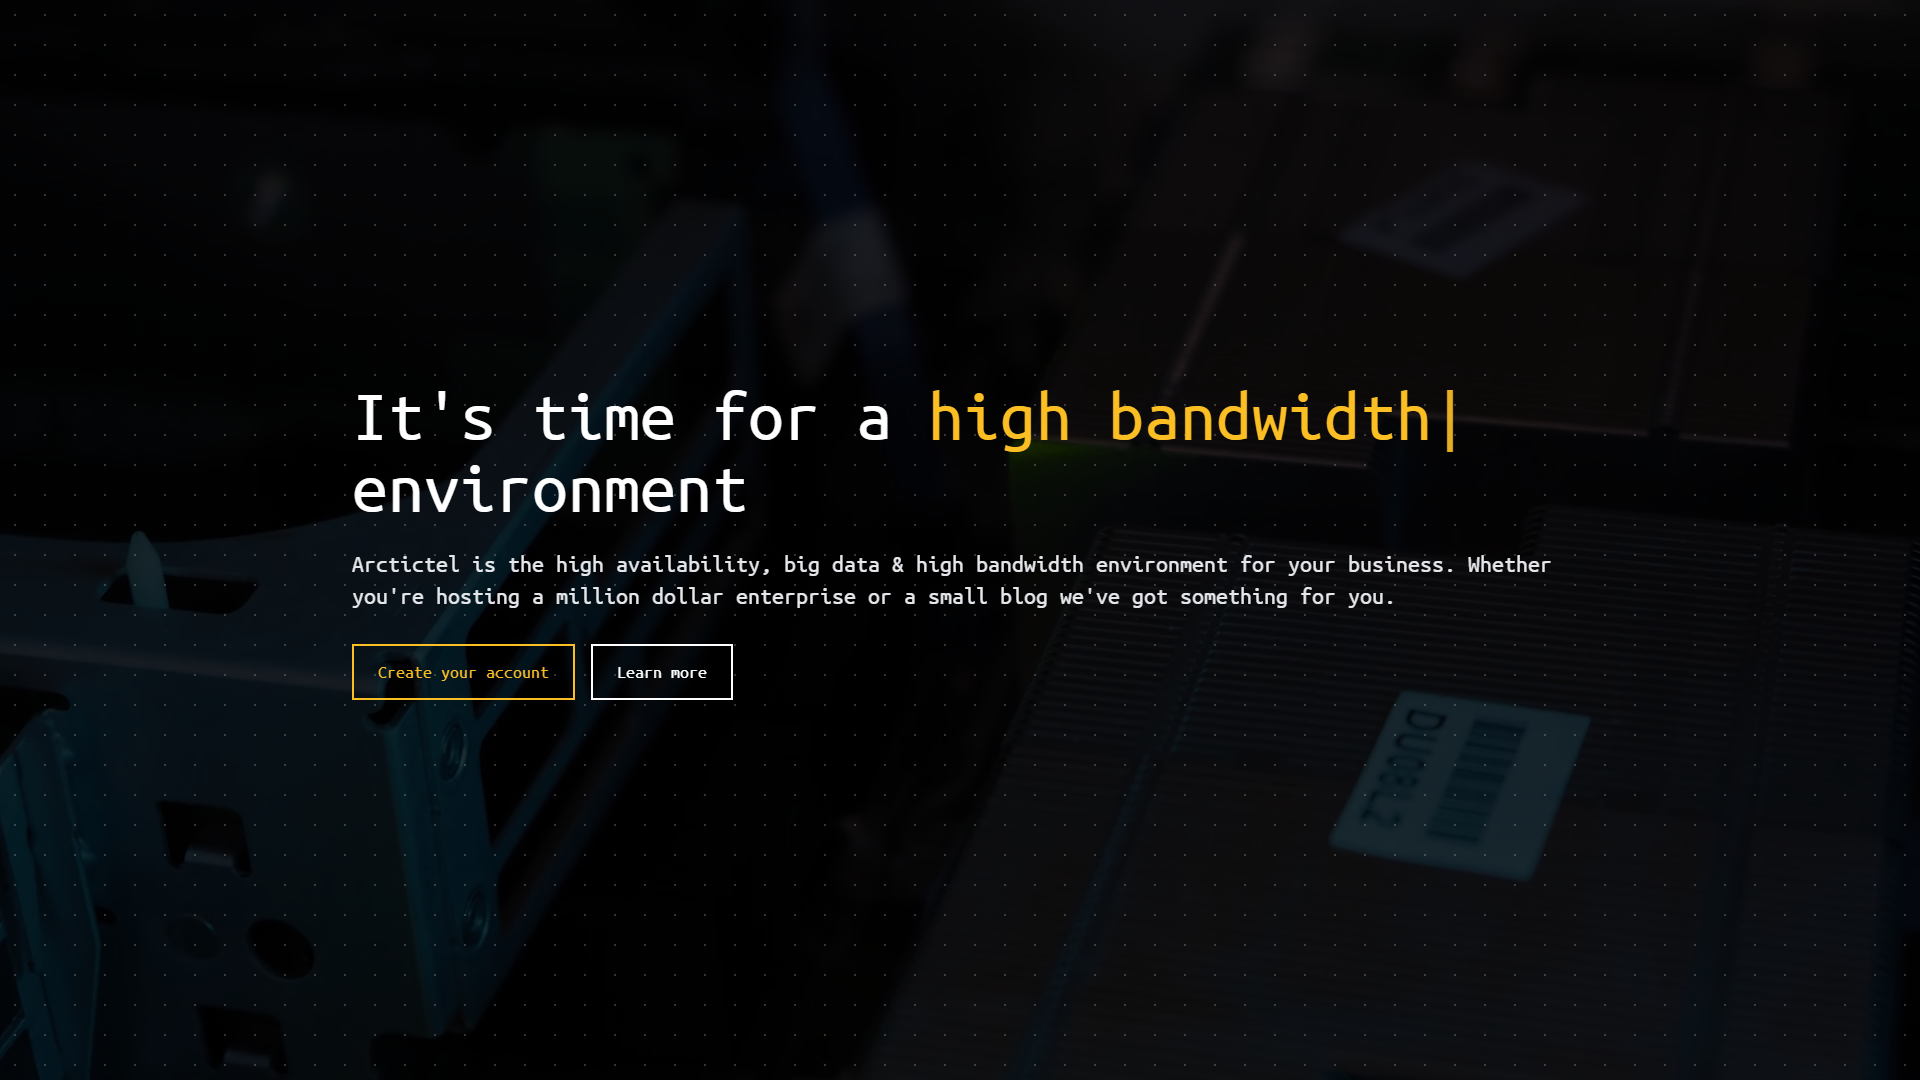 It's time for a high bandwidth|
environment
Arctictel is the high availability, big data & high bandwidth environment for your business. Whether
you're hosting a million dollar enterprise or a small blog we've got something for you.
Create your account
Learn more